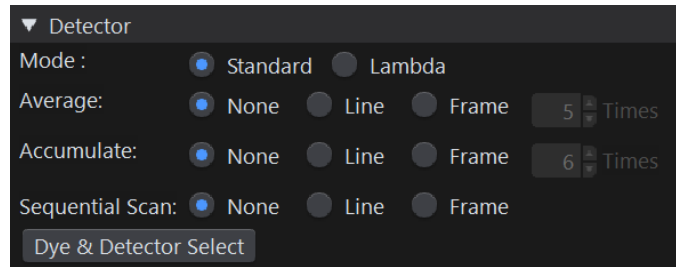 Detector
Mode :
Standard Lambda
Average: None Line Frame 5 Times
Accumulate: None Line Frame 6 Times
Sequential Scan: None Line Frame
Dye & Detector Select